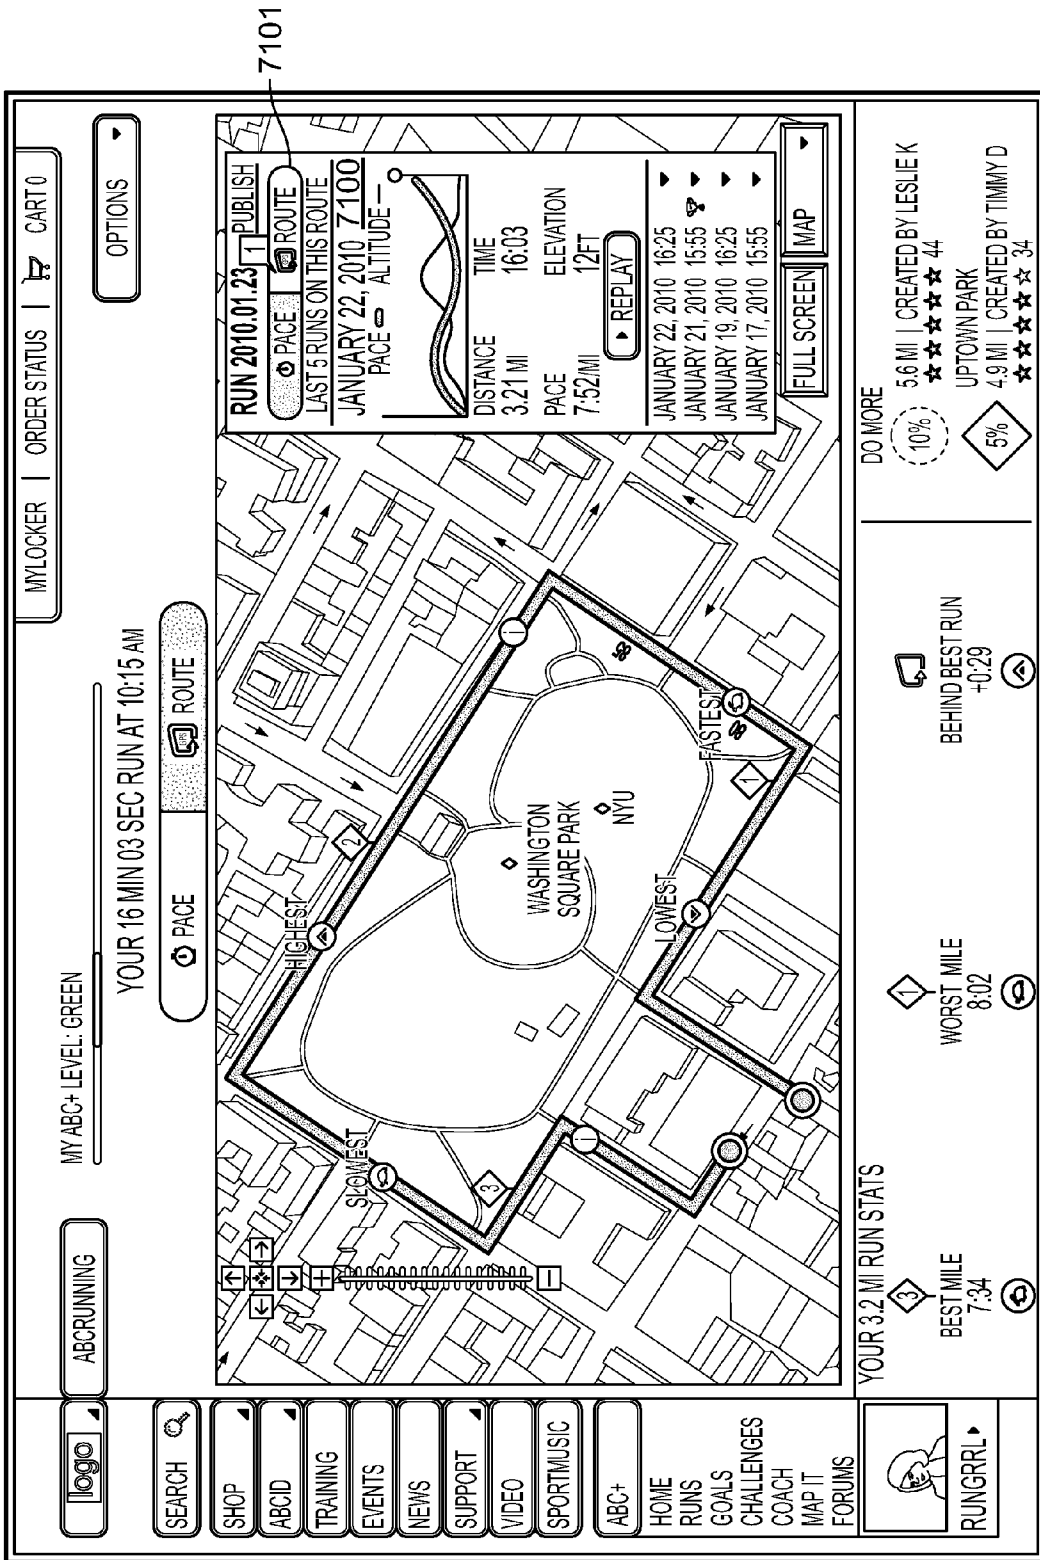 7101
MYLOCKER | ORDER STATUS | CART 0
logo
ABCRUNNING
MY ABC+ LEVEL: GREEN
OPTIONS
YOUR 16 MIN 03 SEC RUN AT 10:15 AM
PACE
GPS ROUTE
SEARCH
SHOP
ABCID
TRAINING
EVENTS
NEWS
SUPPORT
VIDEO
SPORTMUSIC
ABC+
HOME
RUNS
GOALS
CHALLENGES
COACH
MAP IT
FORUMS
RUNGRRL
SLOWEST
HIGHEST
2
3
WASHINGTON
SQUARE PARK
NYU
LOWEST
1
FASTEST
80
85
RUN 2010.01.23
1
PUBLISH
PACE
ROUTE
LAST 5 RUNS ON THIS ROUTE
JANUARY 22, 2010 7100
PACE
ALTITUDE
DISTANCE
3.21 MI
TIME
16:03
PACE
7:52/MI
ELEVATION
12FT
REPLAY
JANUARY 22, 2010 16:25
JANUARY 21, 2010 15:55
JANUARY 19, 2010 16:25
JANUARY 17, 2010 15:55
FULL SCREEN
MAP
YOUR 3.2 MI RUN STATS
3
BEST MILE
7:34
1
WORST MILE
8:02
BEHIND BEST RUN
+0:29
DO MORE
10%
5.6 MI | CREATED BY LESLIE K
44
5%
UPTOWN PARK
4.9 MI | CREATED BY TIMMY D
34